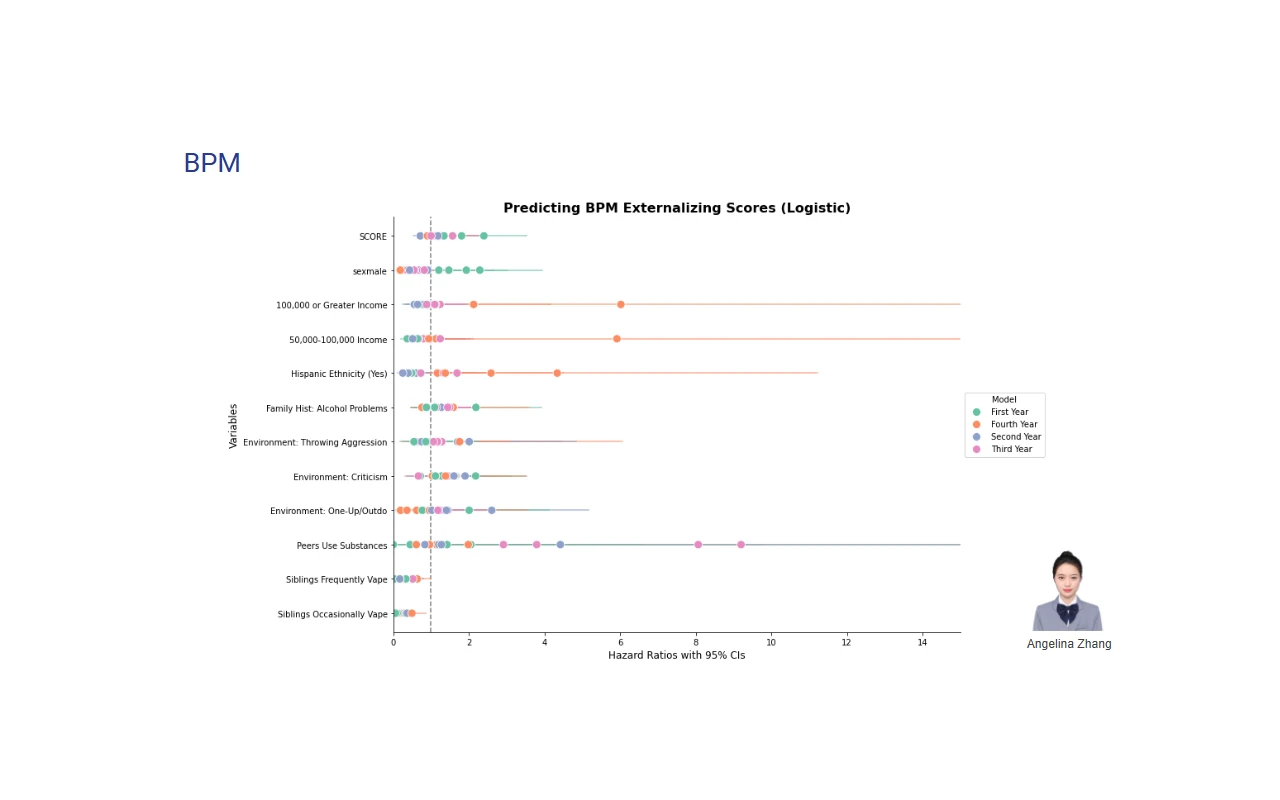 BPM
Predicting BPM Externalizing Scores (Logistic)
Variables
SCORE
sexmale
100,000 or Greater Income
50,000-100,000 Income
Hispanic Ethnicity (Yes)
Family Hist: Alcohol Problems
Environment: Throwing Aggression
Environment: Criticism
Environment: One-Up/Outdo
Peers Use Substances
Siblings Frequently Vape
Siblings Occasionally Vape
0 2 4 6 8 10 12 14
Hazard Ratios with 95% CIs
Model
First Year
Fourth Year
Second Year
Third Year
Angelina Zhang